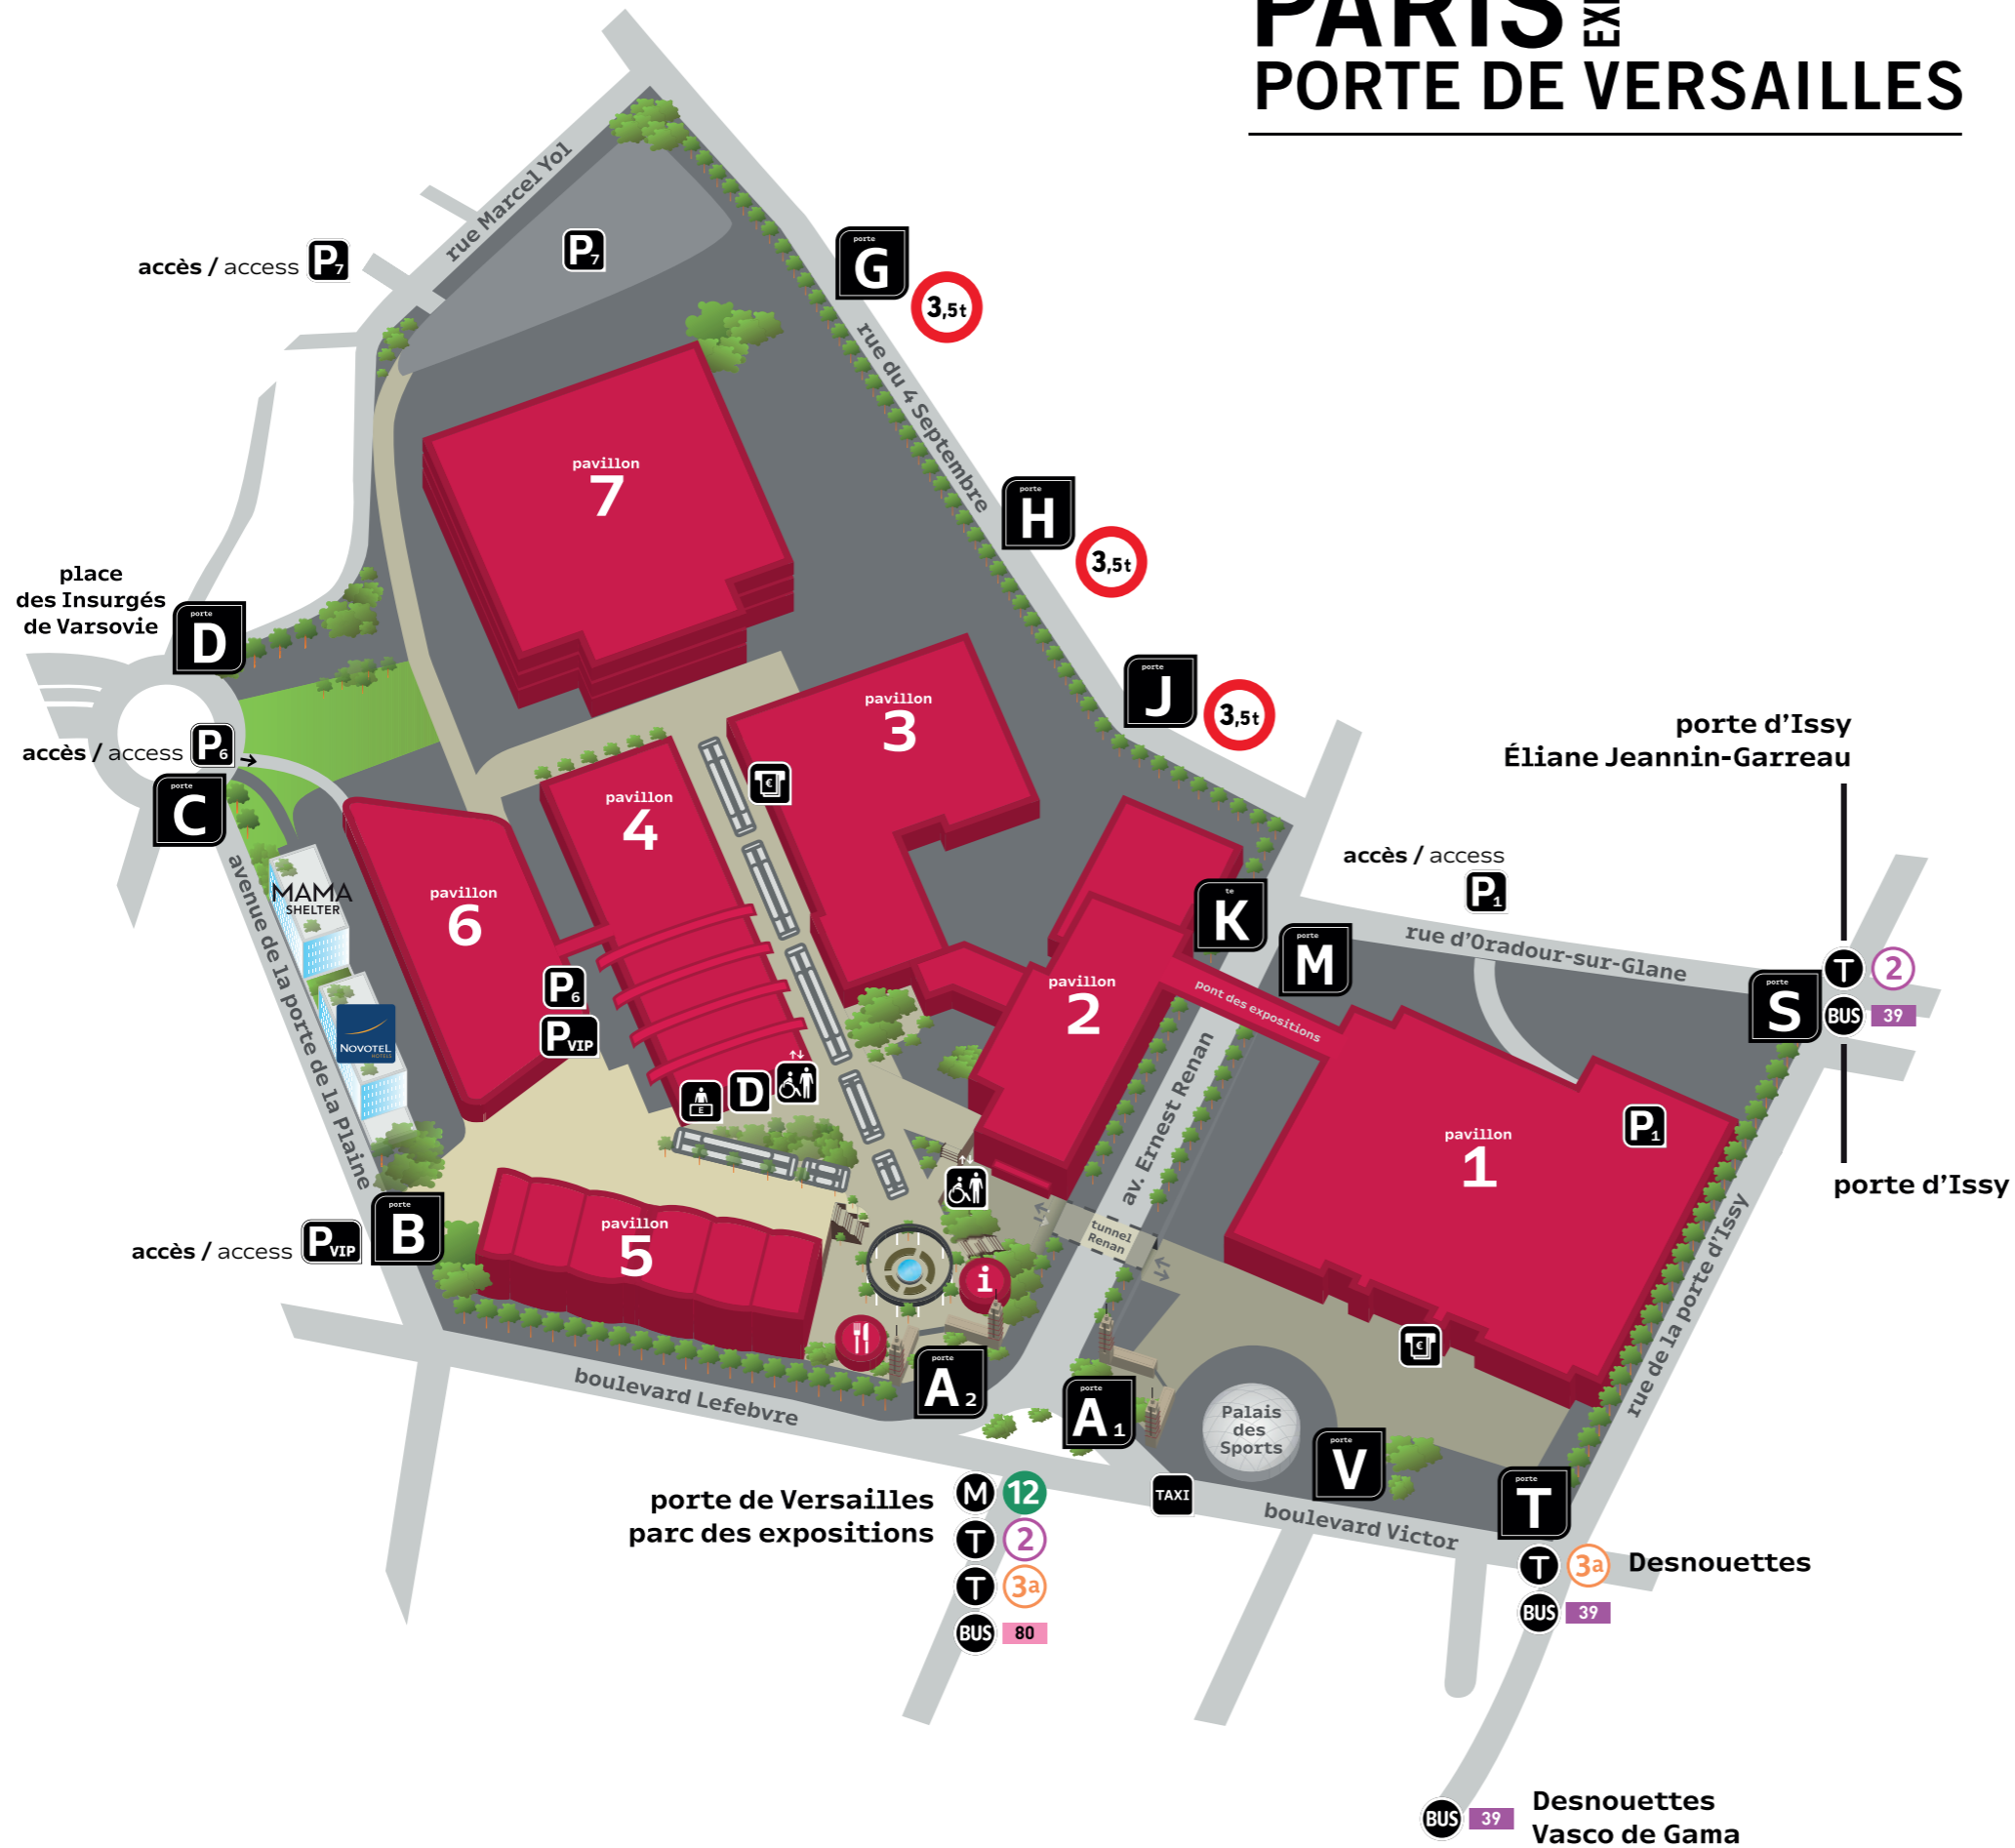 PARIS
PORTE DE VERSAILLES
rue Marcel Yol
accès / access P7
P7
porte
G
3,5t
rue du 4 Septembre
pavillon
7
porte
H
3,5t
place
des Insurgés
de Varsovie
porte
D
porte
J
3,5t
pavillon
3
accès / access P6
porte
C
pavillon
4
€
porte d'Issy
Éliane Jeannin-Garreau
accès / access
P1
MAMA
SHELTER
avenue de la porte de la Plaine
pavillon
6
te
K
porte
M
rue d'Oradour-sur-Glane
T 2
BUS 39
porte
S
P6
PVIP
NOVOTEL
HOTELS
pavillon
2
pont des expositions
av. Ernest Renan
E
D
P1
pavillon
1
porte d'Issy
rue de la porte d'Issy
porte
B
accès / access PVIP
pavillon
5
tunnel
Renan
i
€
boulevard Lefebvre
porte
A2
porte
A1
Palais
des
Sports
porte
V
TAXI
boulevard Victor
porte
T
porte de Versailles
parc des expositions
M 12
T 2
T 3a
BUS 80
T 3a Desnouettes
BUS 39
BUS 39 Desnouettes
Vasco de Gama